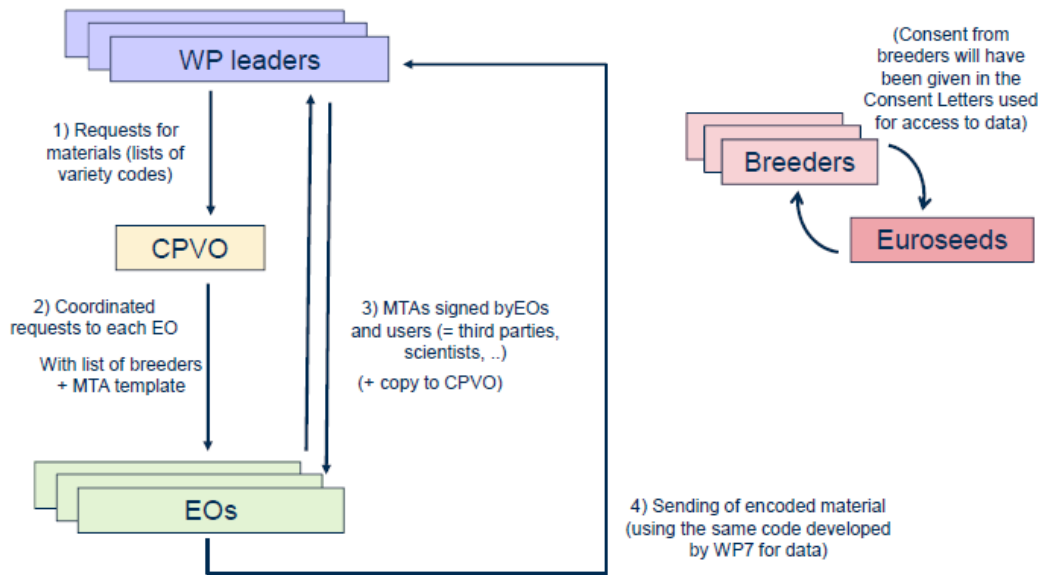 WP leaders
1) Requests for
materials (lists of
variety codes)
CPVO
2) Coordinated
requests to each EO
With list of breeders
+ MTA template
3) MTAs signed byEOs
and users (= third parties,
scientists, ..)
(+ copy to CPVO)
EOs
4) Sending of encoded material
(using the same code developed
by WP7 for data)
(Consent from
breeders will have
been given in the
Consent Letters used
for access to data)
Breeders
Euroseeds